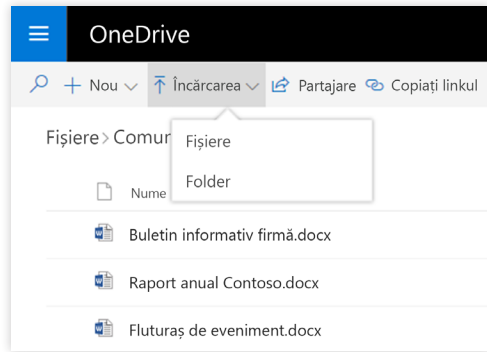 OneDrive
Nou Încărcarea Partajare Copiați linkul
Fișiere > Comun
Fișiere
Folder
Nume
Buletin informativ firmă.docx
Raport anual Contoso.docx
Fluturaș de eveniment.docx